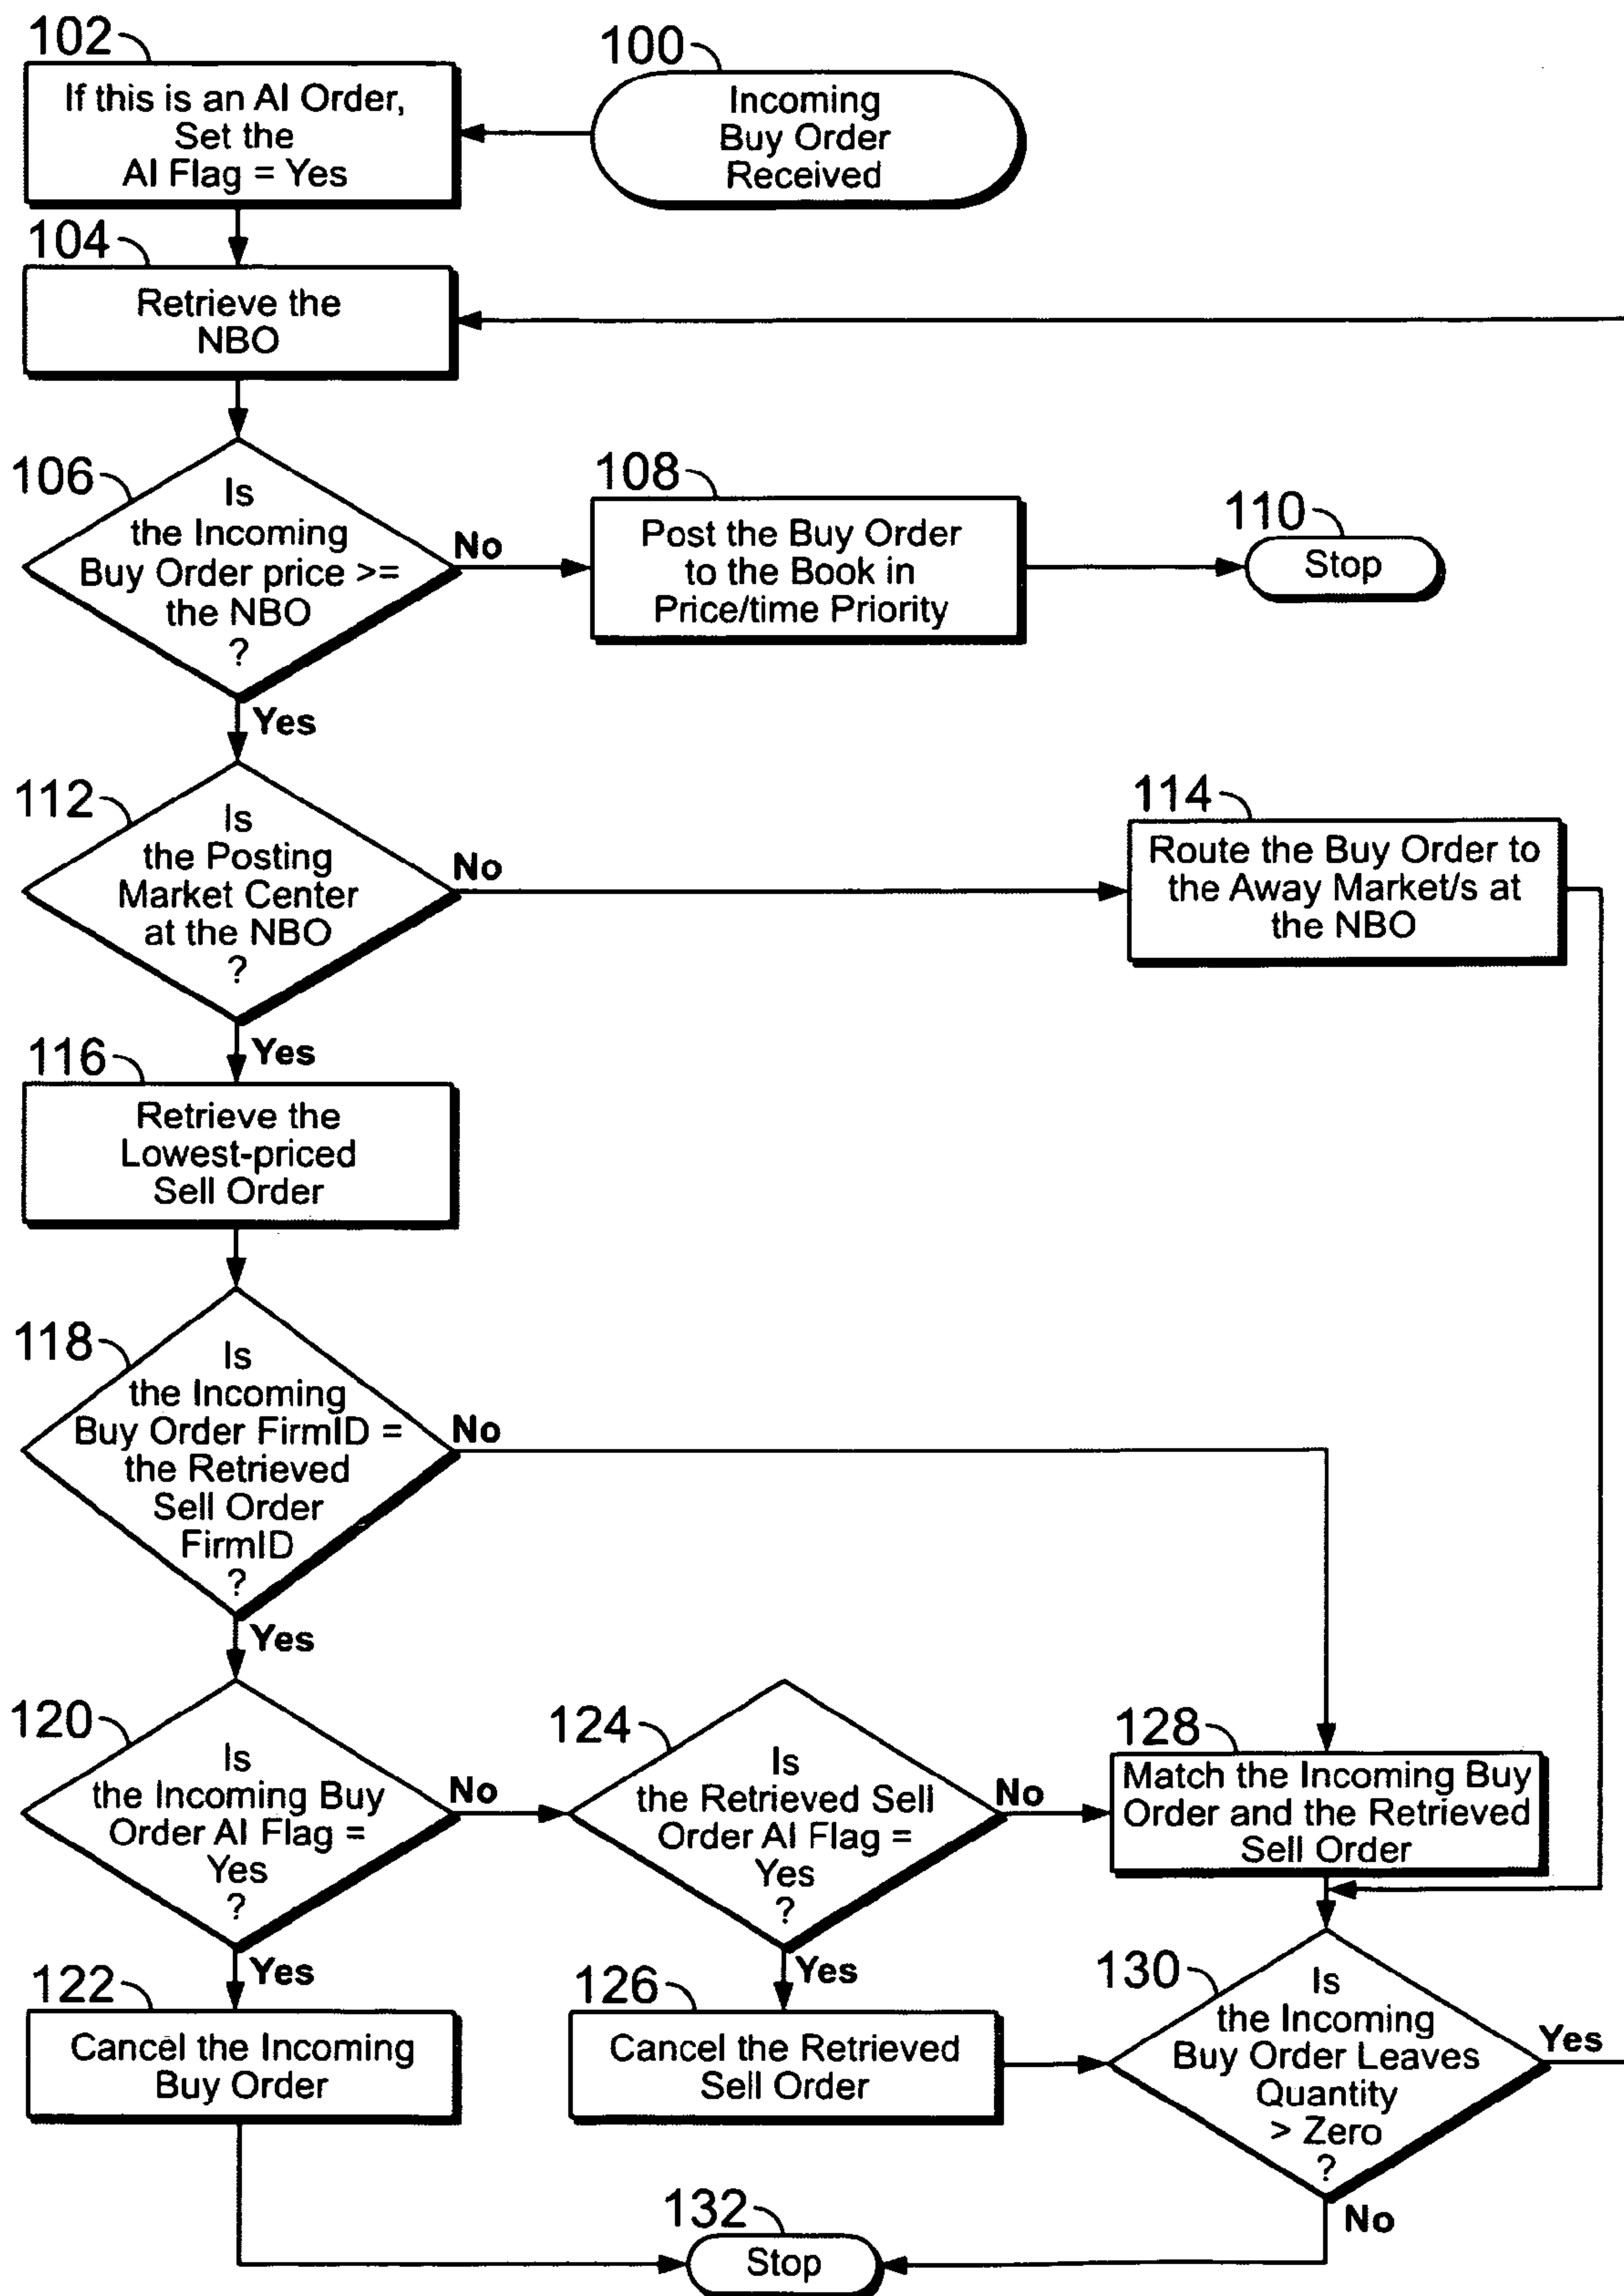 102
If this is an AI Order,
Set the
AI Flag = Yes
100
Incoming
Buy Order
Received
104
Retrieve the
NBO
106
Is
the Incoming
Buy Order price >=
the NBO
?
No
108
Post the Buy Order
to the Book in
Price/time Priority
110
Stop
Yes
112
Is
the Posting
Market Center
at the NBO
?
No
114
Route the Buy Order to
the Away Market/s at
the NBO
Yes
116
Retrieve the
Lowest-priced
Sell Order
118
Is
the Incoming
Buy Order FirmID =
the Retrieved
Sell Order
FirmID
?
No
Yes
120
Is
the Incoming Buy
Order AI Flag =
Yes
?
No
124
Is
the Retrieved Sell
Order AI Flag =
Yes
?
No
128
Match the Incoming Buy
Order and the Retrieved
Sell Order
Yes
122
Cancel the Incoming
Buy Order
Yes
126
Cancel the Retrieved
Sell Order
130
Is
the Incoming
Buy Order Leaves
Quantity
> Zero
?
Yes
No
132
Stop